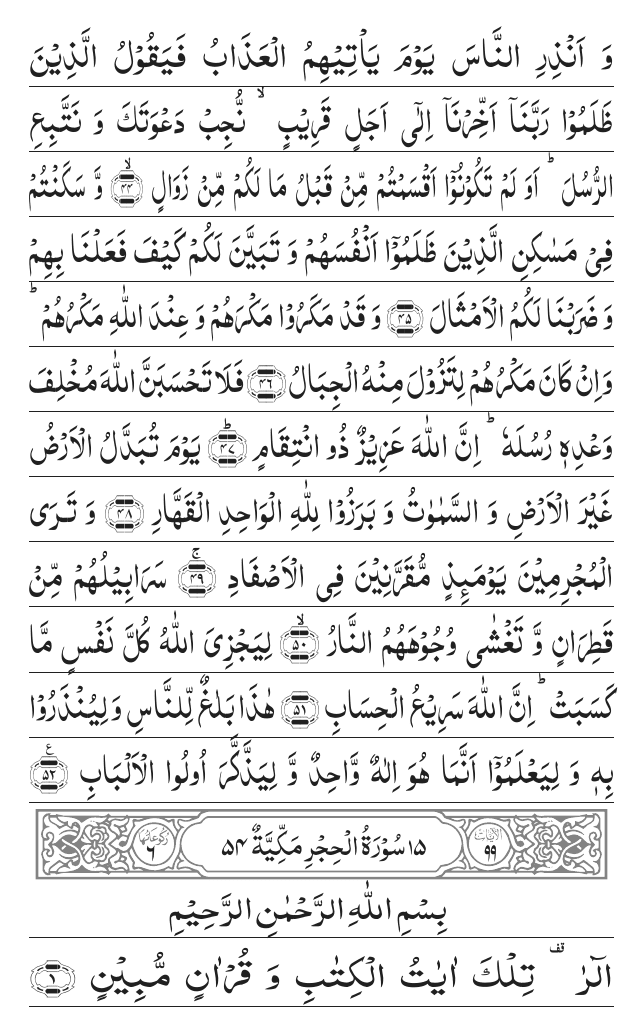 وَ اَنْذِرِ النَّاسَ يَوْمَ يَاْتِيْهِمُ الْعَذَابُ فَيَقُوْلُ الَّذِيْنَ
ظَلَمُوْا رَبَّنَاۤ اَخِّرْنَاۤ اِلٰۤى اَجَلٍ قَرِيْبٍ ۙ نُّجِبْ دَعْوَتَكَ وَ نَتَّبِعِ
الرُّسُلَ ؕ اَوَ لَمْ تَكُوْنُوْۤا اَقْسَمْتُمْ مِّنْ قَبْلُ مَا لَكُمْ مِّنْ زَوَالٍ ۙ۝۴۴ وَّ سَكَنْتُمْ
فِيْ مَسٰكِنِ الَّذِيْنَ ظَلَمُوْۤا اَنْفُسَهُمْ وَ تَبَيَّنَ لَكُمْ كَيْفَ فَعَلْنَا بِهِمْ
وَ ضَرَبْنَا لَكُمُ الْاَمْثَالَ ۝۴۵ وَ قَدْ مَكَرُوْا مَكْرَهُمْ وَ عِنْدَ اللّٰهِ مَكْرُهُمْ ؕ
وَ اِنْ كَانَ مَكْرُهُمْ لِتَزُوْلَ مِنْهُ الْجِبَالُ ۝۴۶ فَلَا تَحْسَبَنَّ اللّٰهَ مُخْلِفَ
وَعْدِهٖ رُسُلَهٗ ؕ اِنَّ اللّٰهَ عَزِيْزٌ ذُو انْتِقَامٍ ؕ۝۴۷ يَوْمَ تُبَدَّلُ الْاَرْضُ
غَيْرَ الْاَرْضِ وَ السَّمٰوٰتُ وَ بَرَزُوْا لِلّٰهِ الْوَاحِدِ الْقَهَّارِ ۝۴۸ وَ تَرَى
الْمُجْرِمِيْنَ يَوْمَىِٕذٍ مُّقَرَّنِيْنَ فِي الْاَصْفَادِ ۚ۝۴۹ سَرَابِيْلُهُمْ مِّنْ
قَطِرَانٍ وَّ تَغْشٰى وُجُوْهَهُمُ النَّارُ ۙ۝۵۰ لِيَجْزِيَ اللّٰهُ كُلَّ نَفْسٍ مَّا
كَسَبَتْ ؕ اِنَّ اللّٰهَ سَرِيْعُ الْحِسَابِ ۝۵۱ هٰذَا بَلٰغٌ لِّلنَّاسِ وَ لِيُنْذَرُوْا
بِهٖ وَ لِيَعْلَمُوْۤا اَنَّمَا هُوَ اِلٰهٌ وَّاحِدٌ وَّ لِيَذَّكَّرَ اُولُوا الْاَلْبَابِ ۝۵۲ ع
الاٰیات ۹۹ ۱۵ سُوْرَةُ الْحِجْرِ مَكِّيَّةٌ ۵۴ رکوعاتها ۶
بِسْمِ اللّٰهِ الرَّحْمٰنِ الرَّحِيْمِ
الٓرٰ ۫ تِلْكَ اٰيٰتُ الْكِتٰبِ وَ قُرْاٰنٍ مُّبِيْنٍ ۝۱